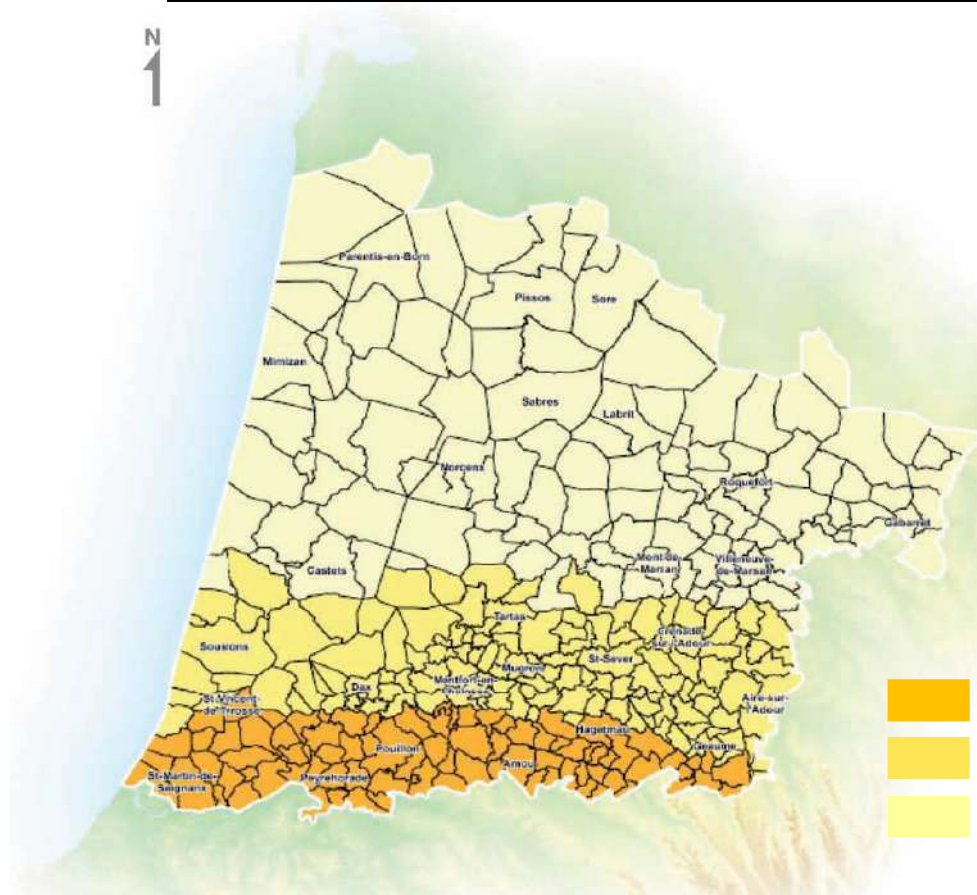 N
Parentis-en-Born
Pissos
Sore
Mimizan
Sabres
Labrit
Morcenx
Roquefort
Gabarret
Mont-de-
Marsan
Villeneuve-
de-Marsan
Castets
Tartas
Grenade-
sur-l'Adour
Soustons
St-Sever
Mugron
Montfort-en-
Chalosse
Dax
St-Vincent-
de-Tyrosse
Aire-sur-
l'Adour
Hagetmau
Geaune
Pouillon
Amou
Peyrehorade
St-Martin-de-
Seignanx